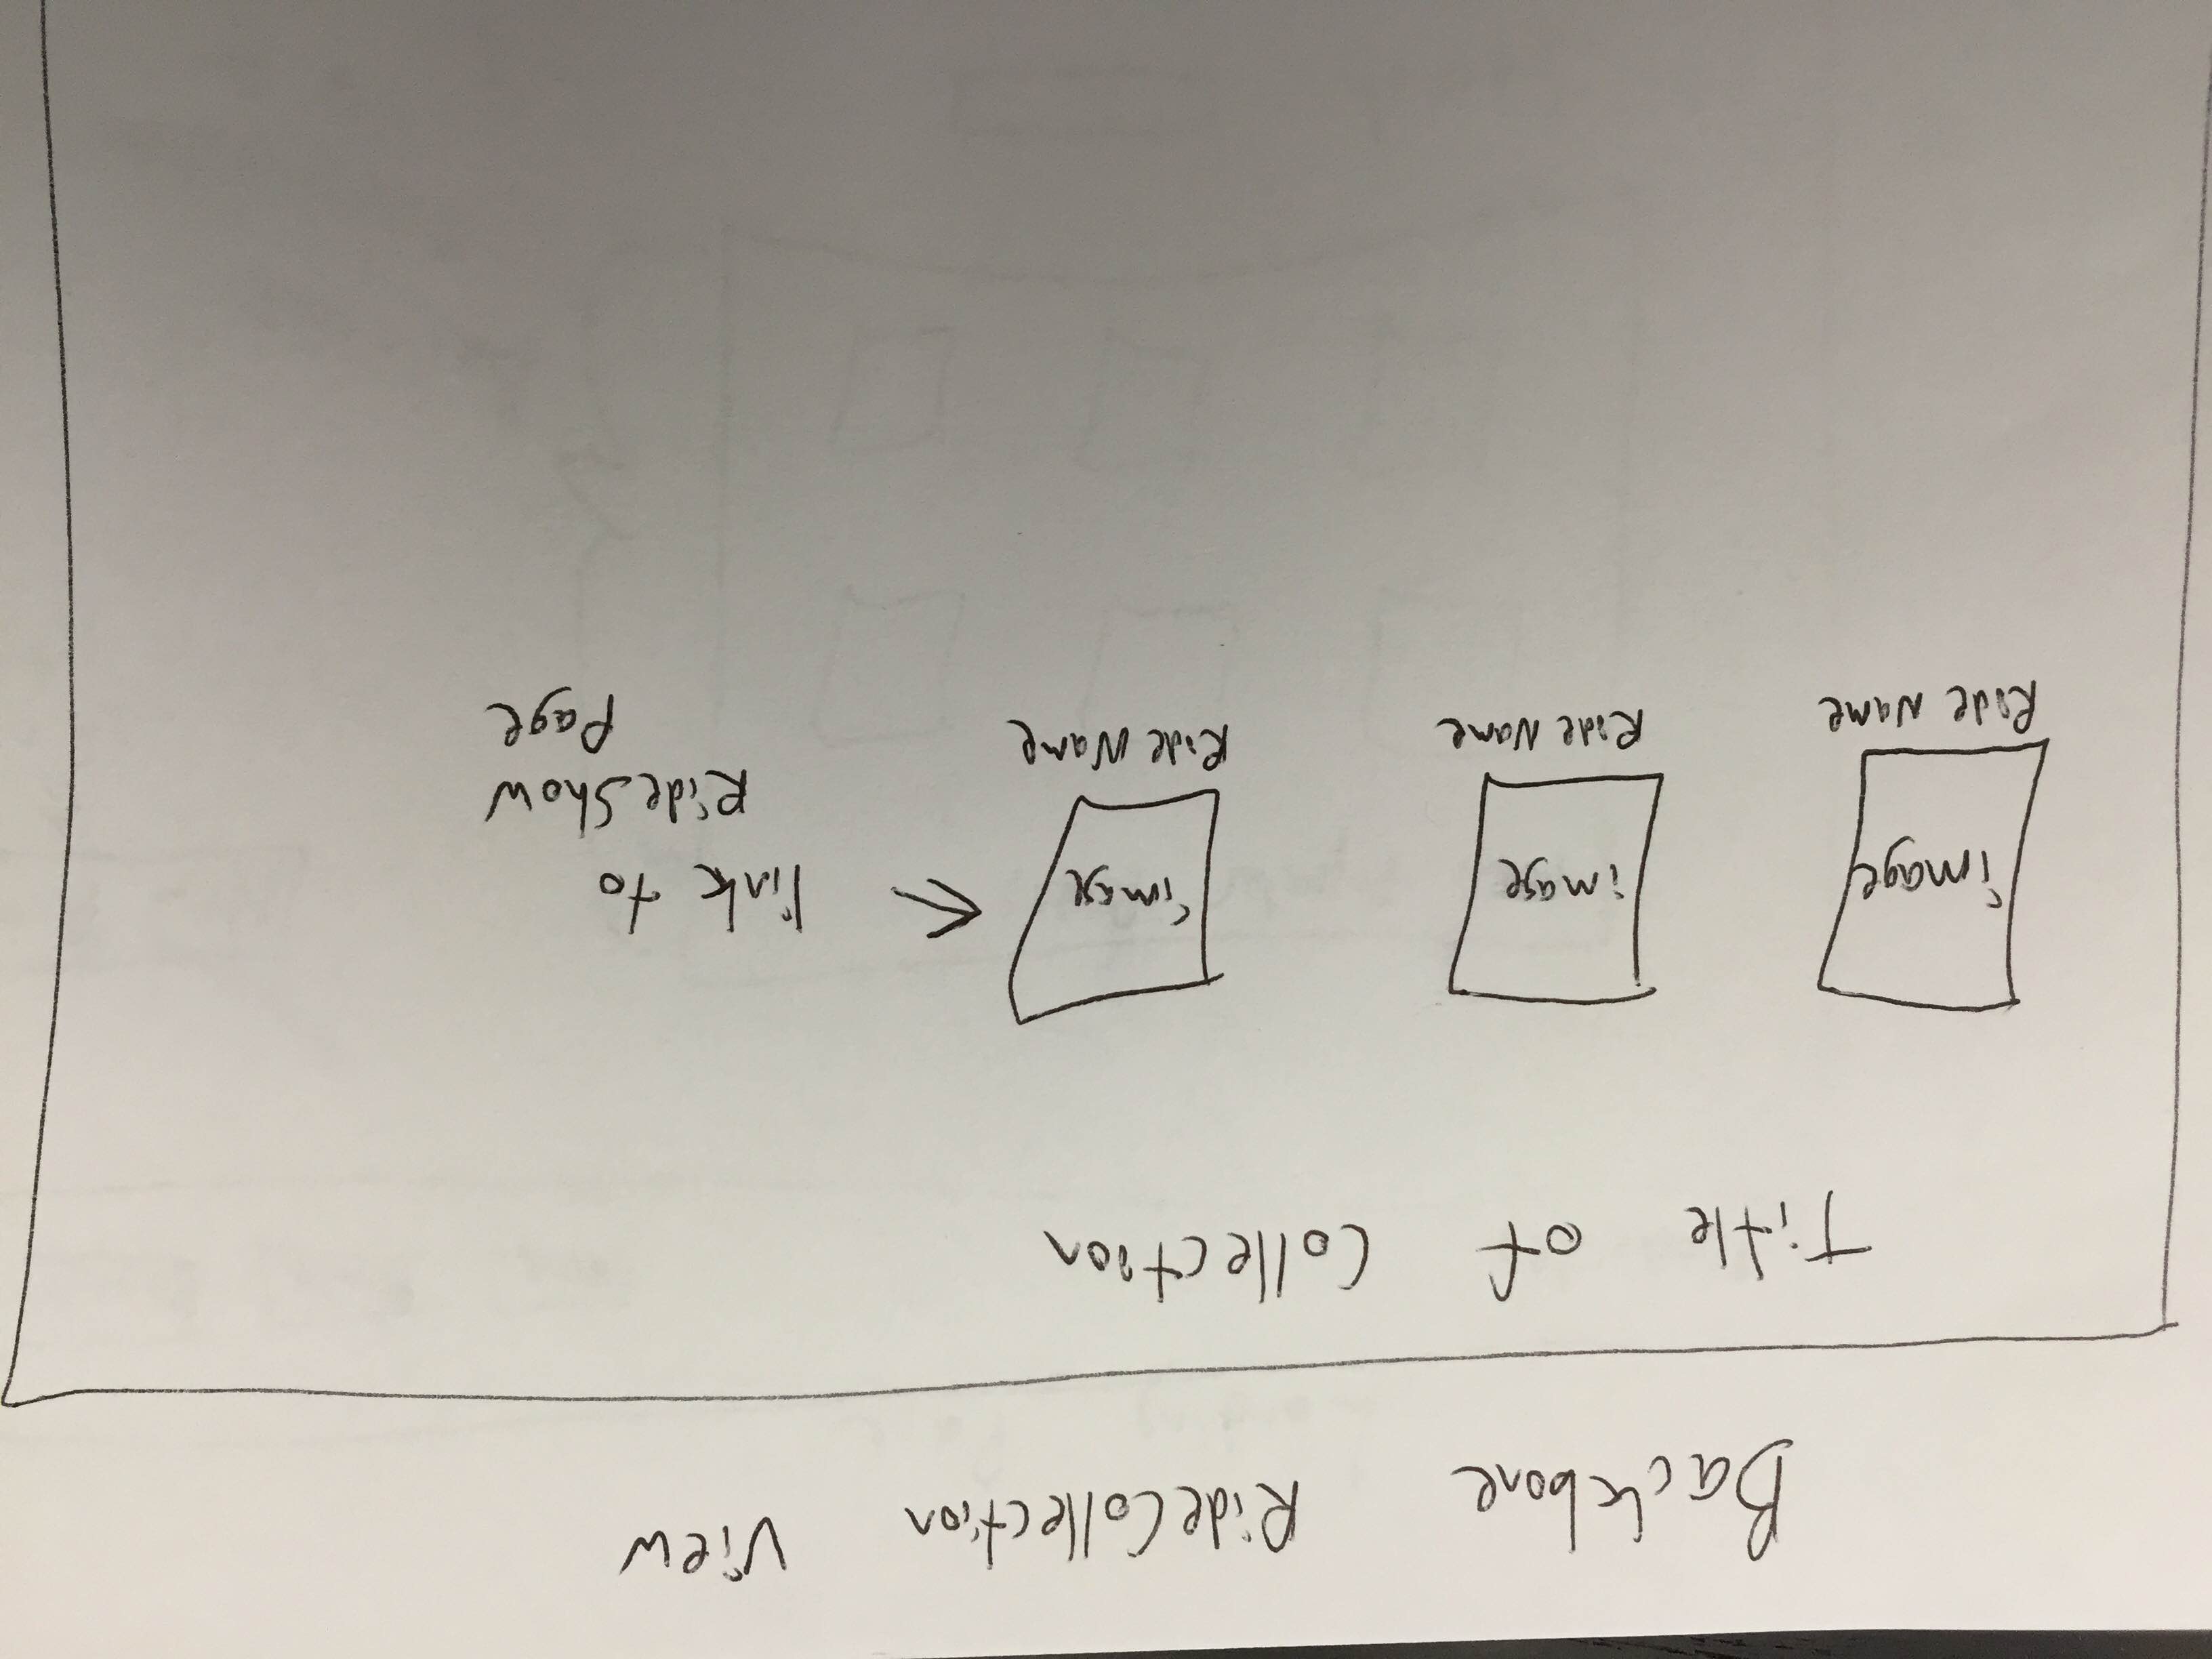 Backbone RideCollection View
Title of Collection
image image image ← link to
RideShow
Page
Ride Name Ride Name Ride Name